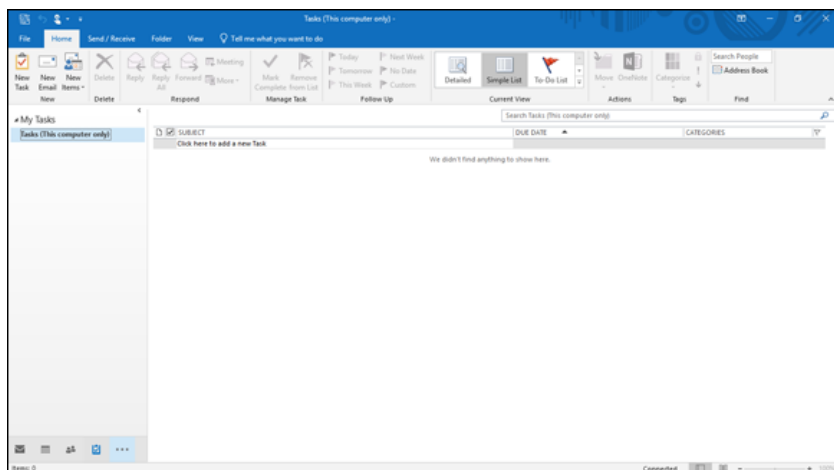 Tasks (This computer only) -
File Home Send / Receive Folder View Tell me what you want to do
New Task
New Email
New Items
Delete
Reply
Reply All
Forward
Meeting
More
Mark Complete
Remove from List
Today
Tomorrow
This Week
Next Week
No Date
Custom
Detailed
Simple List
To-Do List
Move
OneNote
Categorize
Search People
Address Book
New Delete Respond Manage Task Follow Up Current View Actions Tags Find
My Tasks
Search Tasks (This computer only)
Tasks (This computer only)
SUBJECT DUE DATE CATEGORIES
Click here to add a new Task
We didn't find anything to show here.
Items: 0 Connected